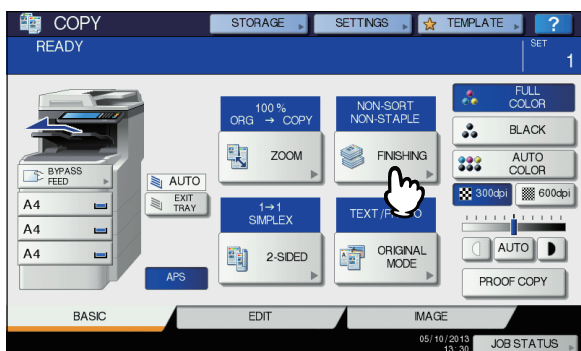 COPY
STORAGE
SETTINGS
TEMPLATE
?
READY
SET
1
BYPASS
FEED
A4
A4
A4
AUTO
EXIT
TRAY
APS
100 %
ORG → COPY
ZOOM
NON-SORT
NON-STAPLE
FINISHING
1→1
SIMPLEX
2-SIDED
TEXT/
ORIGINAL
MODE
FULL
COLOR
BLACK
AUTO
COLOR
300dpi
600dpi
AUTO
PROOF COPY
BASIC
EDIT
IMAGE
05/10/2013
13:30
JOB STATUS